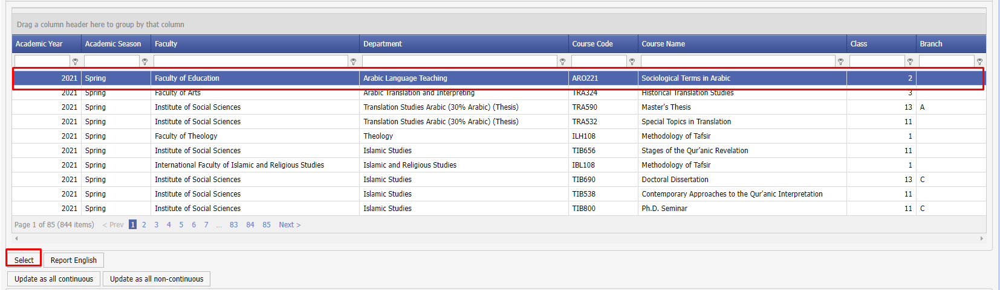 Drag a column header here to group by that column
Academic Year Academic Season Faculty Department Course Code Course Name Class Branch
2021 Spring Faculty of Education Arabic Language Teaching ARO221 Sociological Terms in Arabic 2
2021 Spring Faculty of Arts Arabic Translation and Interpreting TRA324 Historical Translation Studies 3
2021 Spring Institute of Social Sciences Translation Studies Arabic (30% Arabic) (Thesis) TRA590 Master's Thesis 13 A
2021 Spring Institute of Social Sciences Translation Studies Arabic (30% Arabic) (Thesis) TRA532 Special Topics in Translation 11
2021 Spring Faculty of Theology Theology ILH108 Methodology of Tafsir 1
2021 Spring Institute of Social Sciences Islamic Studies TIB656 Stages of the Qur’anic Revelation 11
2021 Spring International Faculty of Islamic and Religious Studies Islamic and Religious Studies IBL108 Methodology of Tafsir 1
2021 Spring Institute of Social Sciences Islamic Studies TIB690 Doctoral Dissertation 13 C
2021 Spring Institute of Social Sciences Islamic Studies TIB538 Contemporary Approaches to the Qur'anic Interpretation 11
2021 Spring Institute of Social Sciences Islamic Studies TIB800 Ph.D. Seminar 11 C
Page 1 of 85 (844 items) < Prev 1 2 3 4 5 6 7 ... 83 84 85 Next >
Select Report English
Update as all continuous Update as all non-continuous